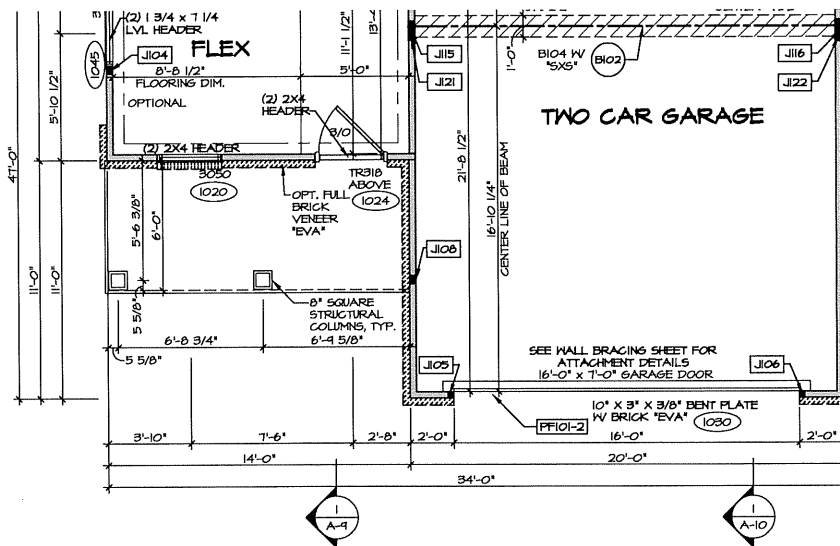 (2) 1 3/4 x 7 1/4
LVL HEADER
J104
FLEX
1045
8'-8 1/2"
5'-0"
FLOORING DIM.
OPTIONAL
(2) 2X4
HEADER
3/0
11'-1 1/2"
5'-10 1/2"
47'-0"
(2) 2X4 HEADER
3050
1020
TR318
ABOVE
1024
OPT. FULL
BRICK
VENEER
"EVA"
5'-6 3/8"
6'-0"
11'-0"
11'-0"
5 5/8"
8" SQUARE
STRUCTURAL
COLUMNS, TYP.
6'-8 3/4"
6'-9 5/8"
5 5/8"
J115
J121
1'-0"
B104 W/
"SXS"
B102
J116
J122
TWO CAR GARAGE
21'-8 1/2"
16'-10 1/4"
CENTER LINE OF BEAM
J108
SEE WALL BRACING SHEET FOR
ATTACHMENT DETAILS
16'-0" x 7'-0" GARAGE DOOR
J105
J106
PF101-2
10" X 3" X 3/8" BENT PLATE
W/ BRICK "EVA"
1030
3'-10"
7'-6"
2'-8"
2'-0"
16'-0"
2'-0"
14'-0"
20'-0"
34'-0"
1
A-9
1
A-10